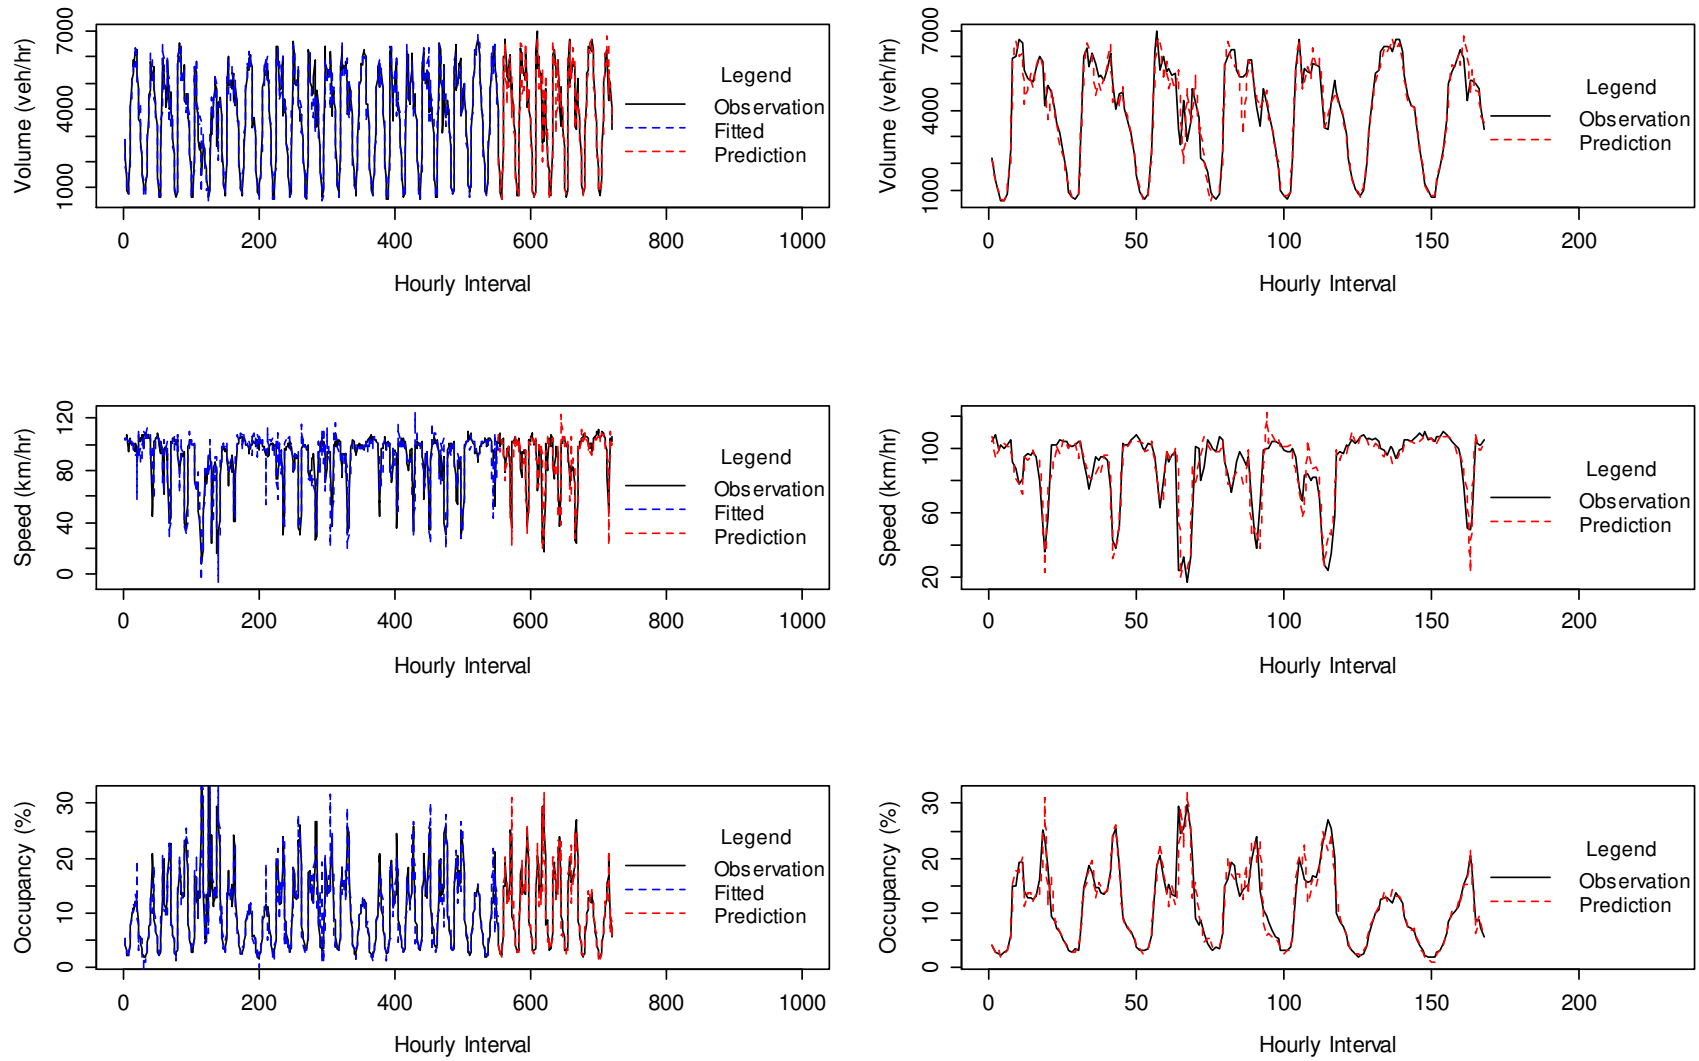 Volume (veh/hr)
7000
4000
1000
Legend
Observation
Fitted
Prediction
0 200 400 600 800 1000
Hourly Interval
Volume (veh/hr)
7000
4000
1000
Legend
Observation
Prediction
0 50 100 150 200
Hourly Interval
Speed (km/hr)
120
80
40
0
Legend
Observation
Fitted
Prediction
0 200 400 600 800 1000
Hourly Interval
Speed (km/hr)
100
60
20
Legend
Observation
Prediction
0 50 100 150 200
Hourly Interval
Occupancy (%)
30
20
10
0
Legend
Observation
Fitted
Prediction
0 200 400 600 800 1000
Hourly Interval
Occupancy (%)
30
20
10
0
Legend
Observation
Prediction
0 50 100 150 200
Hourly Interval